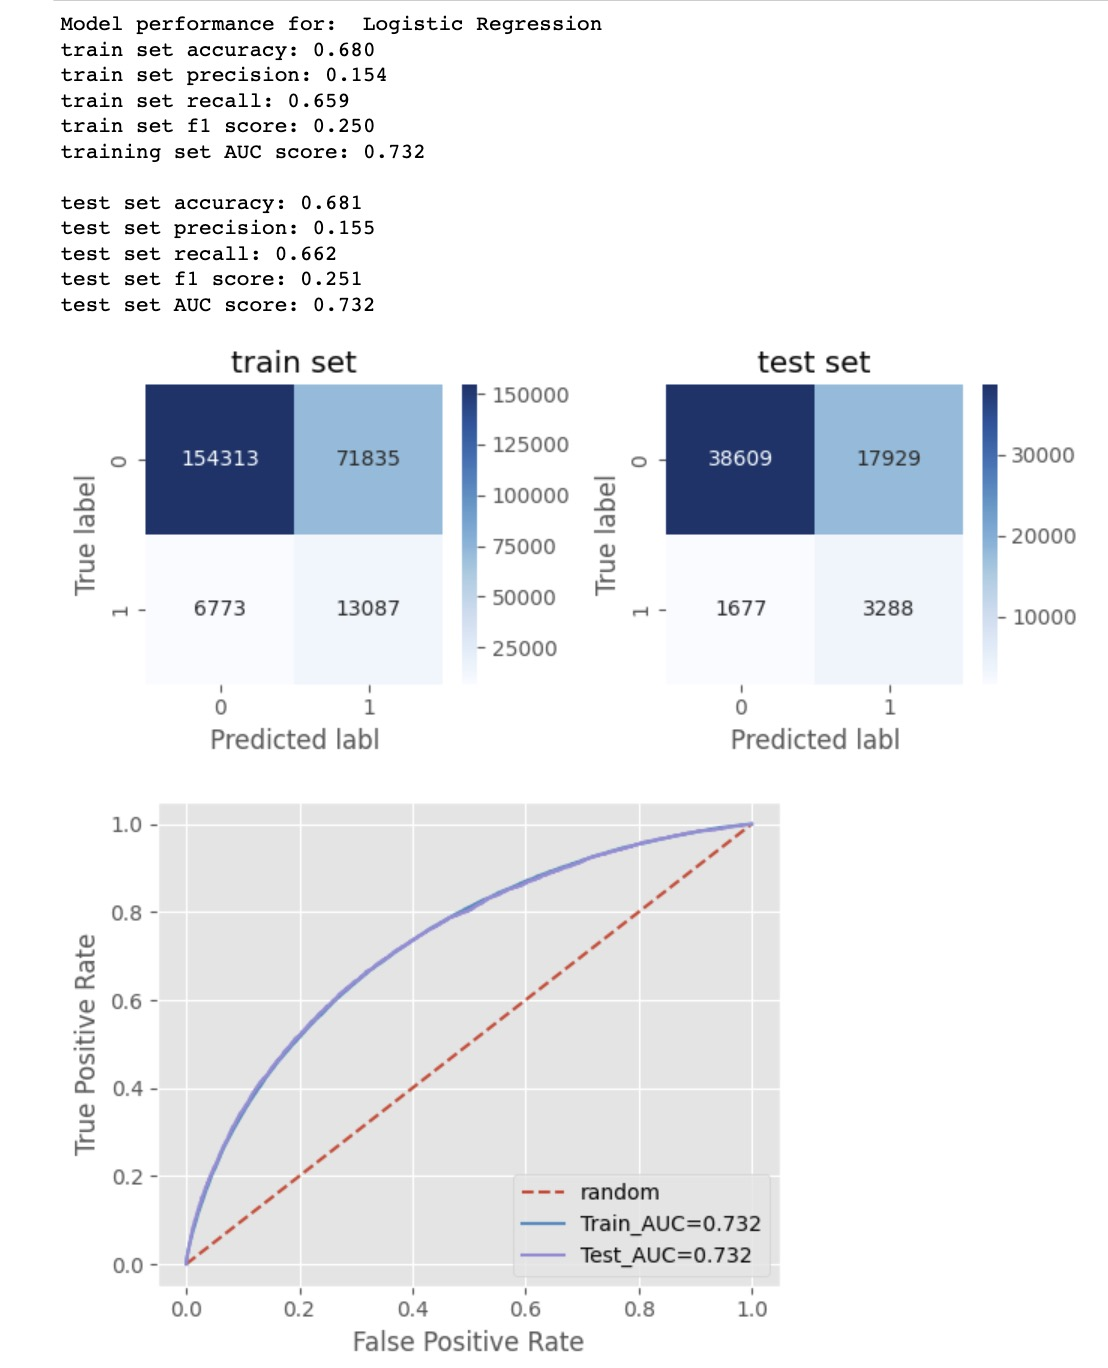 Model performance for:  Logistic Regression
train set accuracy: 0.680
train set precision: 0.154
train set recall: 0.659
train set f1 score: 0.250
training set AUC score: 0.732
test set accuracy: 0.681
test set precision: 0.155
test set recall: 0.662
test set f1 score: 0.251
test set AUC score: 0.732
train set
True label
0
1
154313
71835
6773
13087
0
1
Predicted labl
150000
125000
100000
75000
50000
25000
test set
True label
0
1
38609
17929
1677
3288
0
1
Predicted labl
30000
20000
10000
True Positive Rate
1.0
0.8
0.6
0.4
0.2
0.0
random
Train_AUC=0.732
Test_AUC=0.732
0.0
0.2
0.4
0.6
0.8
1.0
False Positive Rate